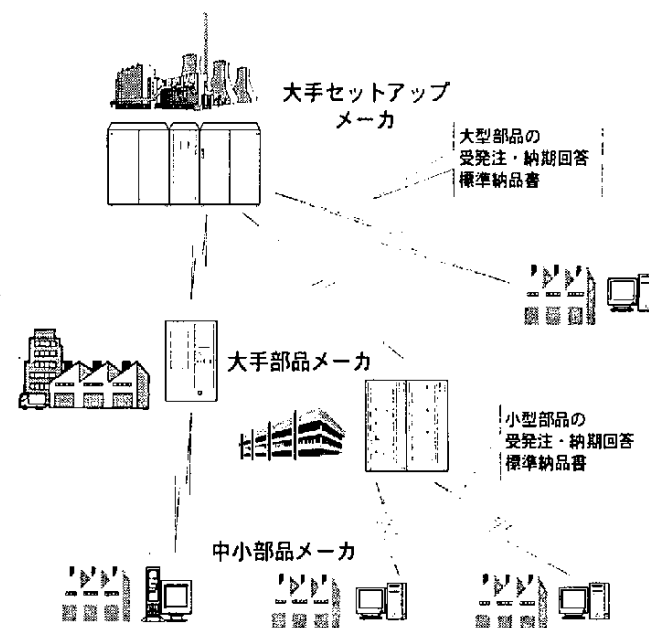 大手セットアップ
メーカ
大型部品の
受発注・納期回答
標準納品書
大手部品メーカ
小型部品の
受発注・納期回答
標準納品書
中小部品メーカ